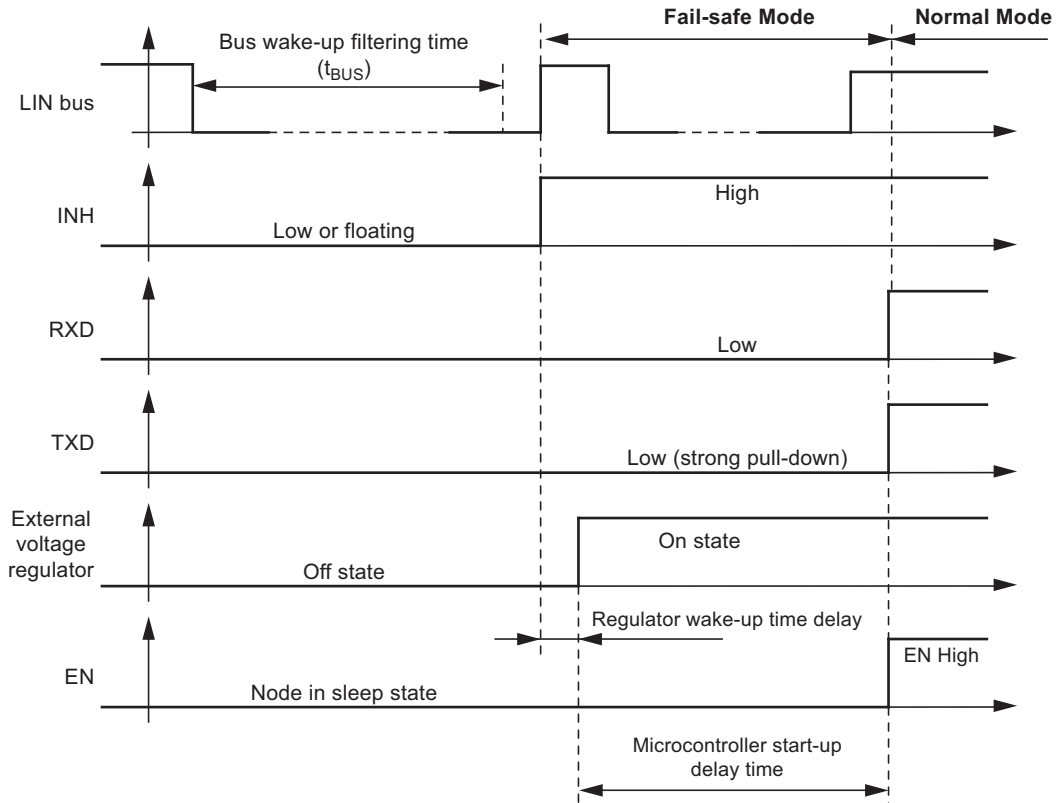 Fail-safe Mode
Normal Mode
Bus wake-up filtering time
(tBUS)
LIN bus
INH
High
Low or floating
RXD
Low
TXD
Low (strong pull-down)
External
voltage
regulator
On state
Off state
Regulator wake-up time delay
EN
EN High
Node in sleep state
Microcontroller start-up
delay time